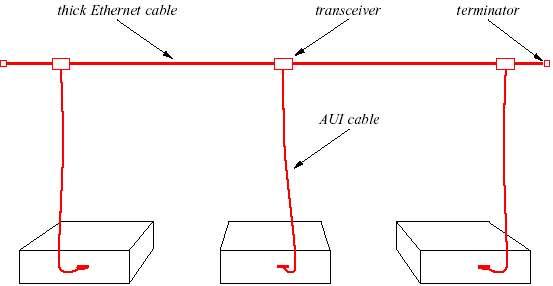 thick Ethernet cable
transceiver
terminator
AUI cable